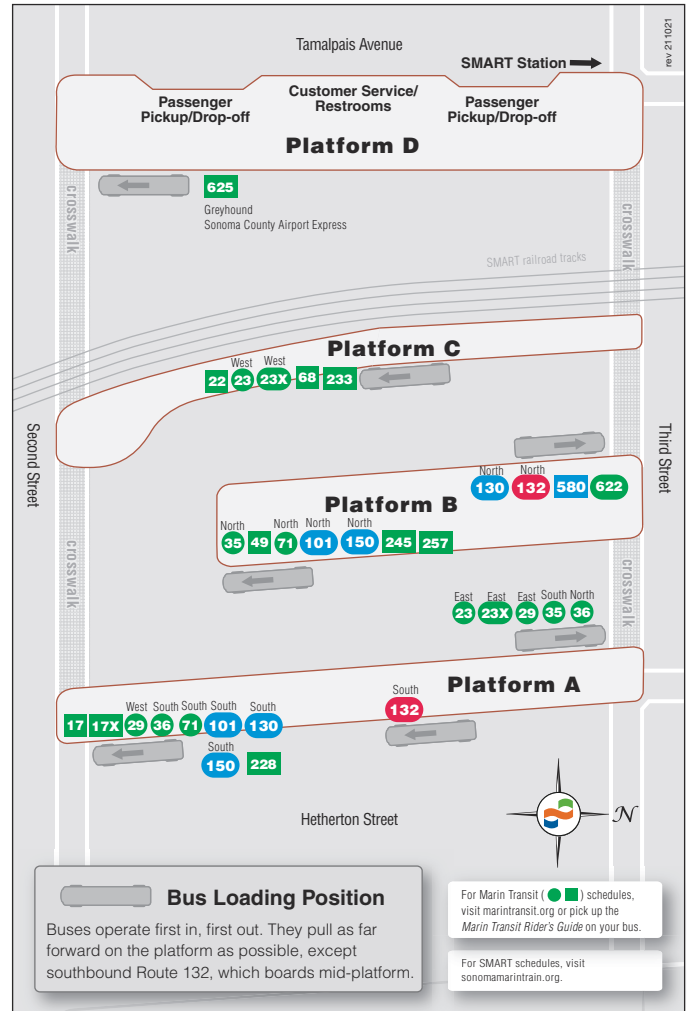 Tamalpais Avenue
rev 211021
SMART Station
Passenger
Pickup/Drop-off
Customer Service/
Restrooms
Passenger
Pickup/Drop-off
Platform D
crosswalk
crosswalk
625
Greyhound
Sonoma County Airport Express
SMART railroad tracks
Platform C
West West
22 23 23X 68 233
Second Street
Third Street
North North
130 132 580 622
Platform B
North North North North
35 49 71 101 150 245 257
crosswalk
crosswalk
East East East South North
23 23X 29 35 36
Platform A
South
132
West South South South South
17 17X 29 36 71 101 130
South
150 228
Hetherton Street
N
Bus Loading Position
Buses operate first in, first out. They pull as far
forward on the platform as possible, except
southbound Route 132, which boards mid-platform.
For Marin Transit ( ) schedules,
visit marintransit.org or pick up the
Marin Transit Rider's Guide on your bus.
For SMART schedules, visit
sonomamarintrain.org.